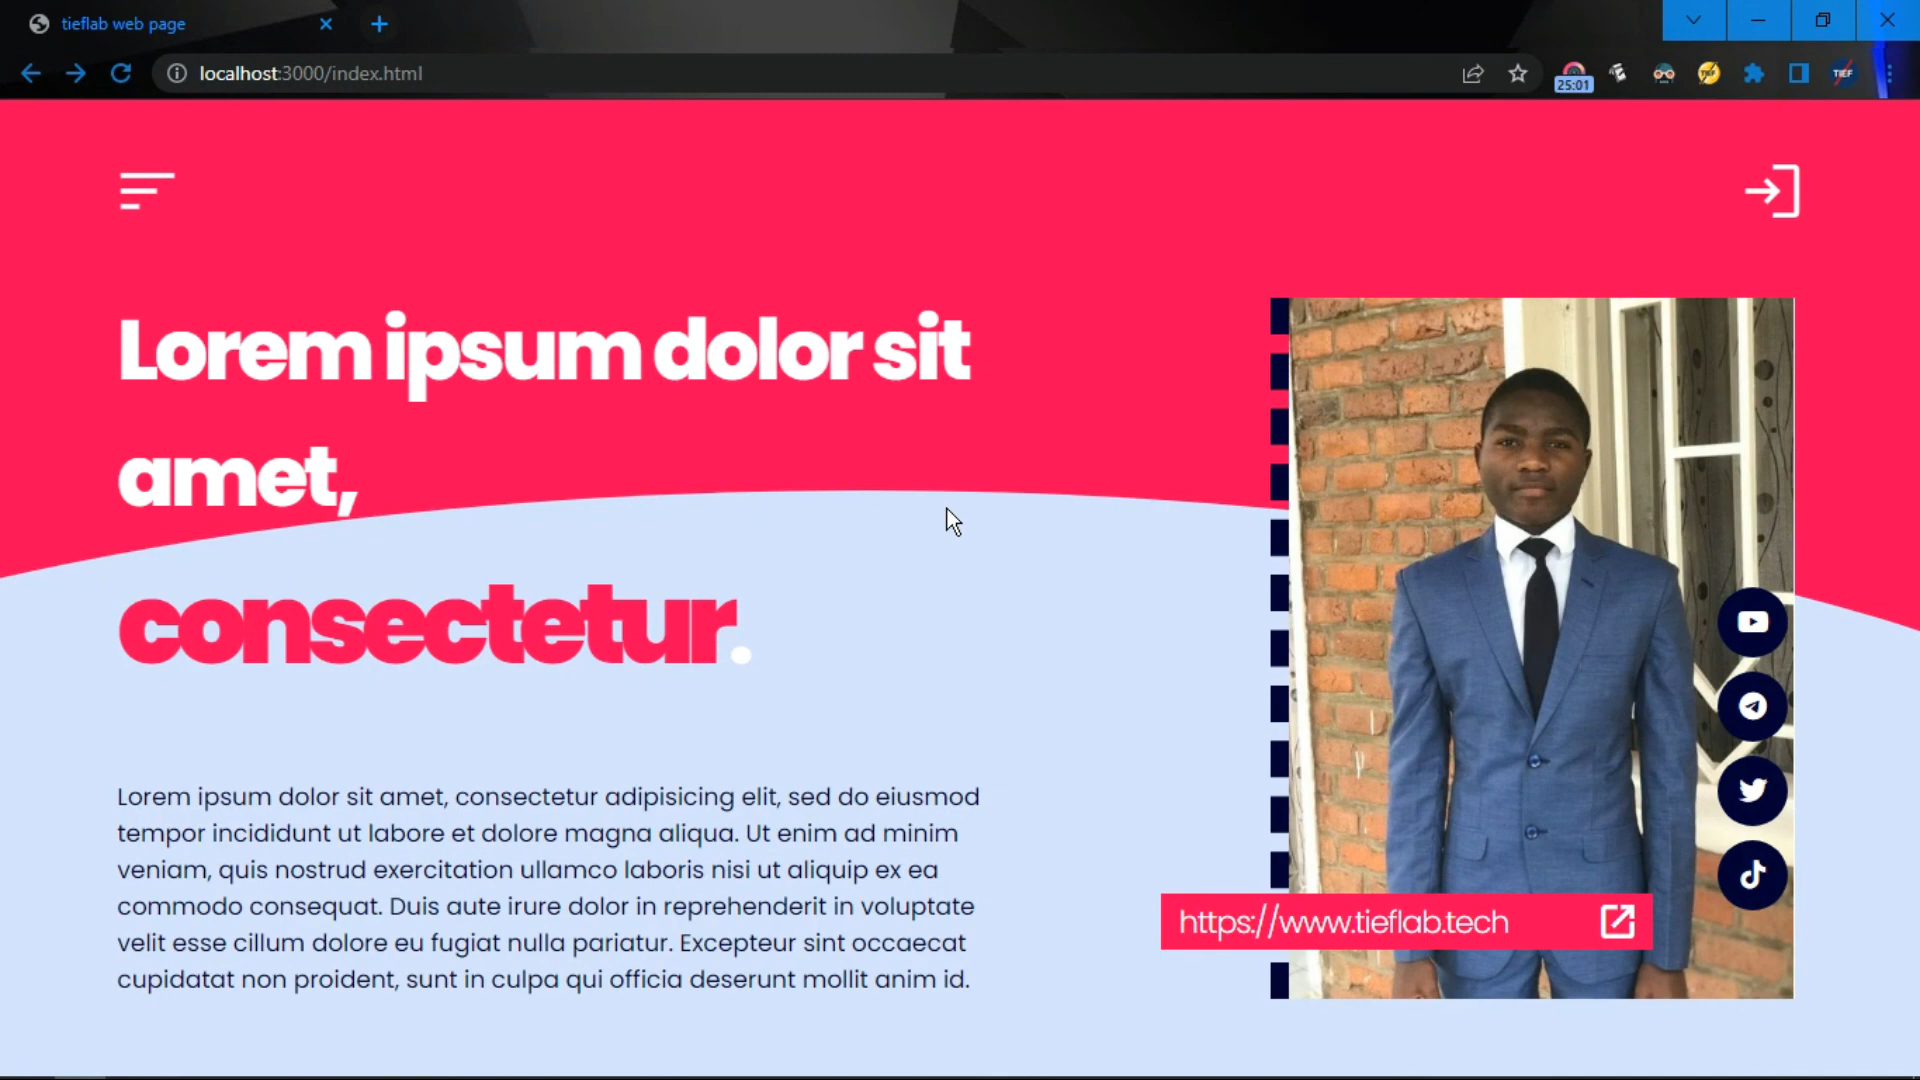 tieflab web page
localhost:3000/index.html
25:01
TIEF
TIEF
Lorem ipsum dolor sit
amet,
consectetur.
Lorem ipsum dolor sit amet, consectetur adipisicing elit, sed do eiusmod
tempor incididunt ut labore et dolore magna aliqua. Ut enim ad minim
veniam, quis nostrud exercitation ullamco laboris nisi ut aliquip ex ea
commodo consequat. Duis aute irure dolor in reprehenderit in voluptate
velit esse cillum dolore eu fugiat nulla pariatur. Excepteur sint occaecat
cupidatat non proident, sunt in culpa qui officia deserunt mollit anim id.
https://www.tieflab.tech